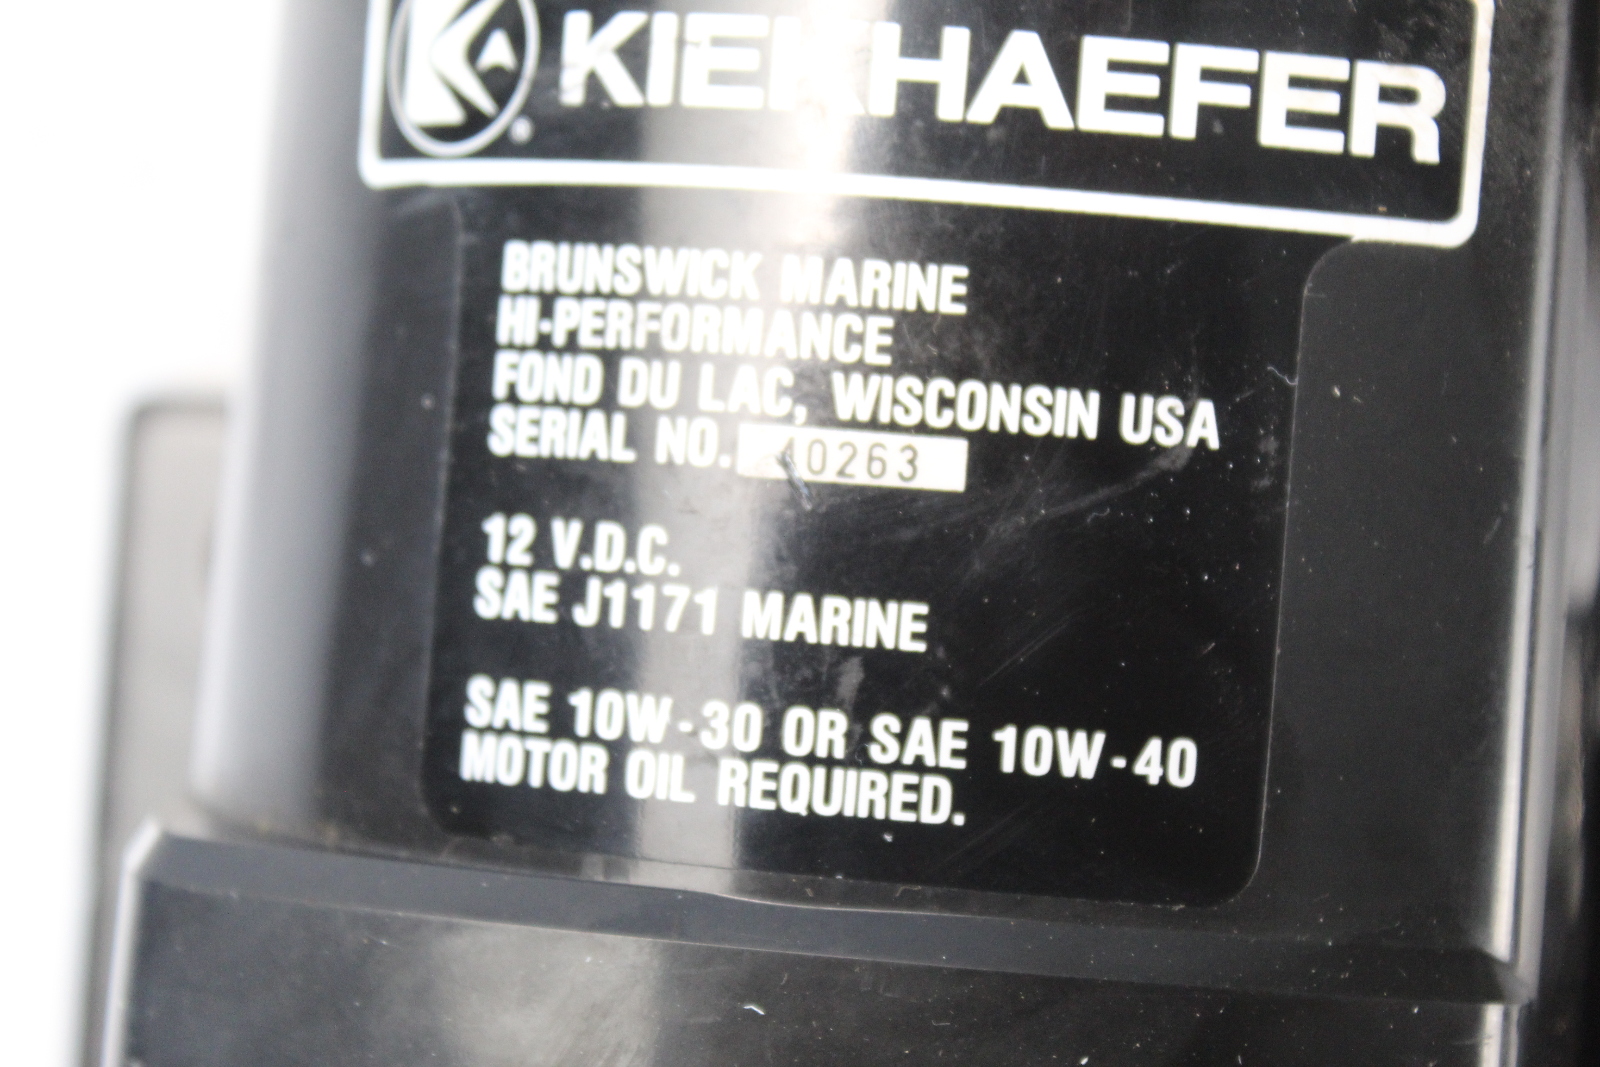 KIEKHAEFER
®
BRUNSWICK MARINE
HI-PERFORMANCE
FOND DU LAC, WISCONSIN USA
SERIAL NO. 40263
12 V.D.C.
SAE J1171 MARINE
SAE 10W-30 OR SAE 10W-40
MOTOR OIL REQUIRED.